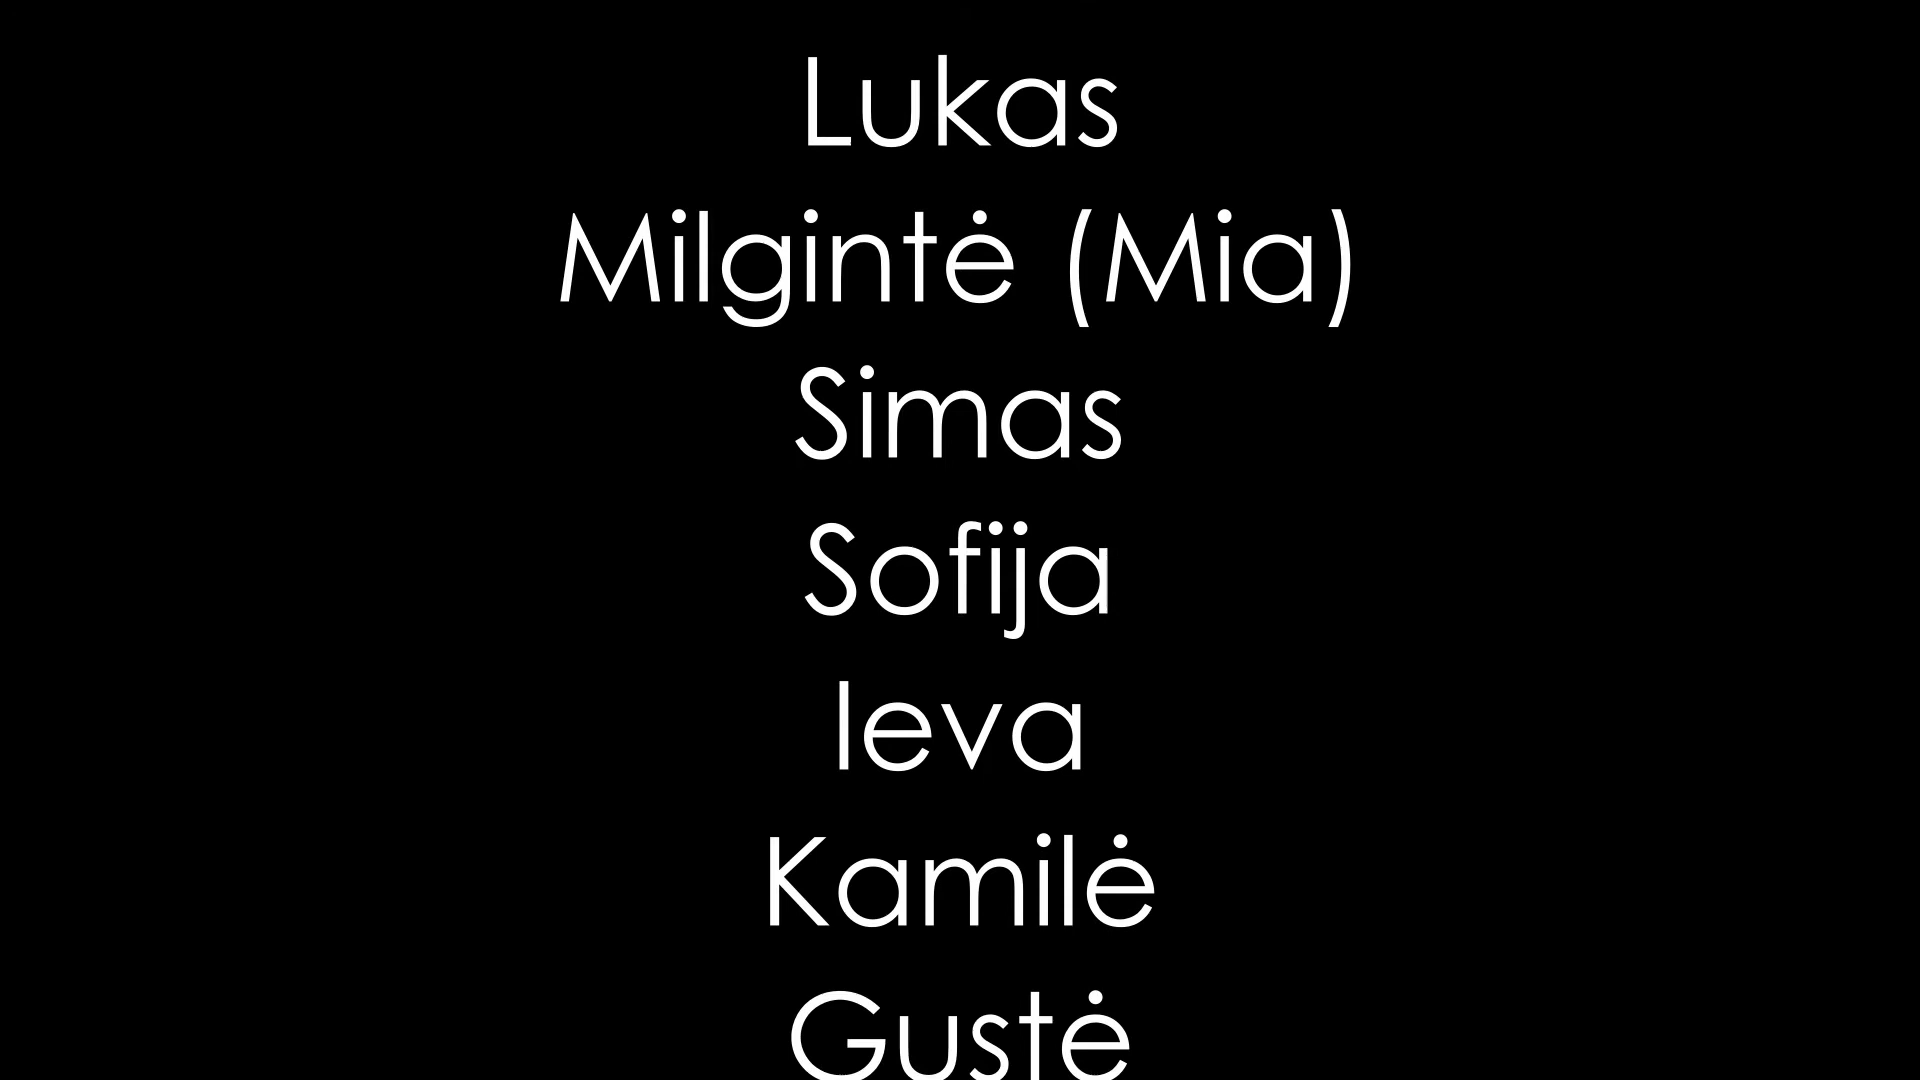 Lukas
Milgintė (Mia)
Simas
Sofija
Ieva
Kamilė
Gustė